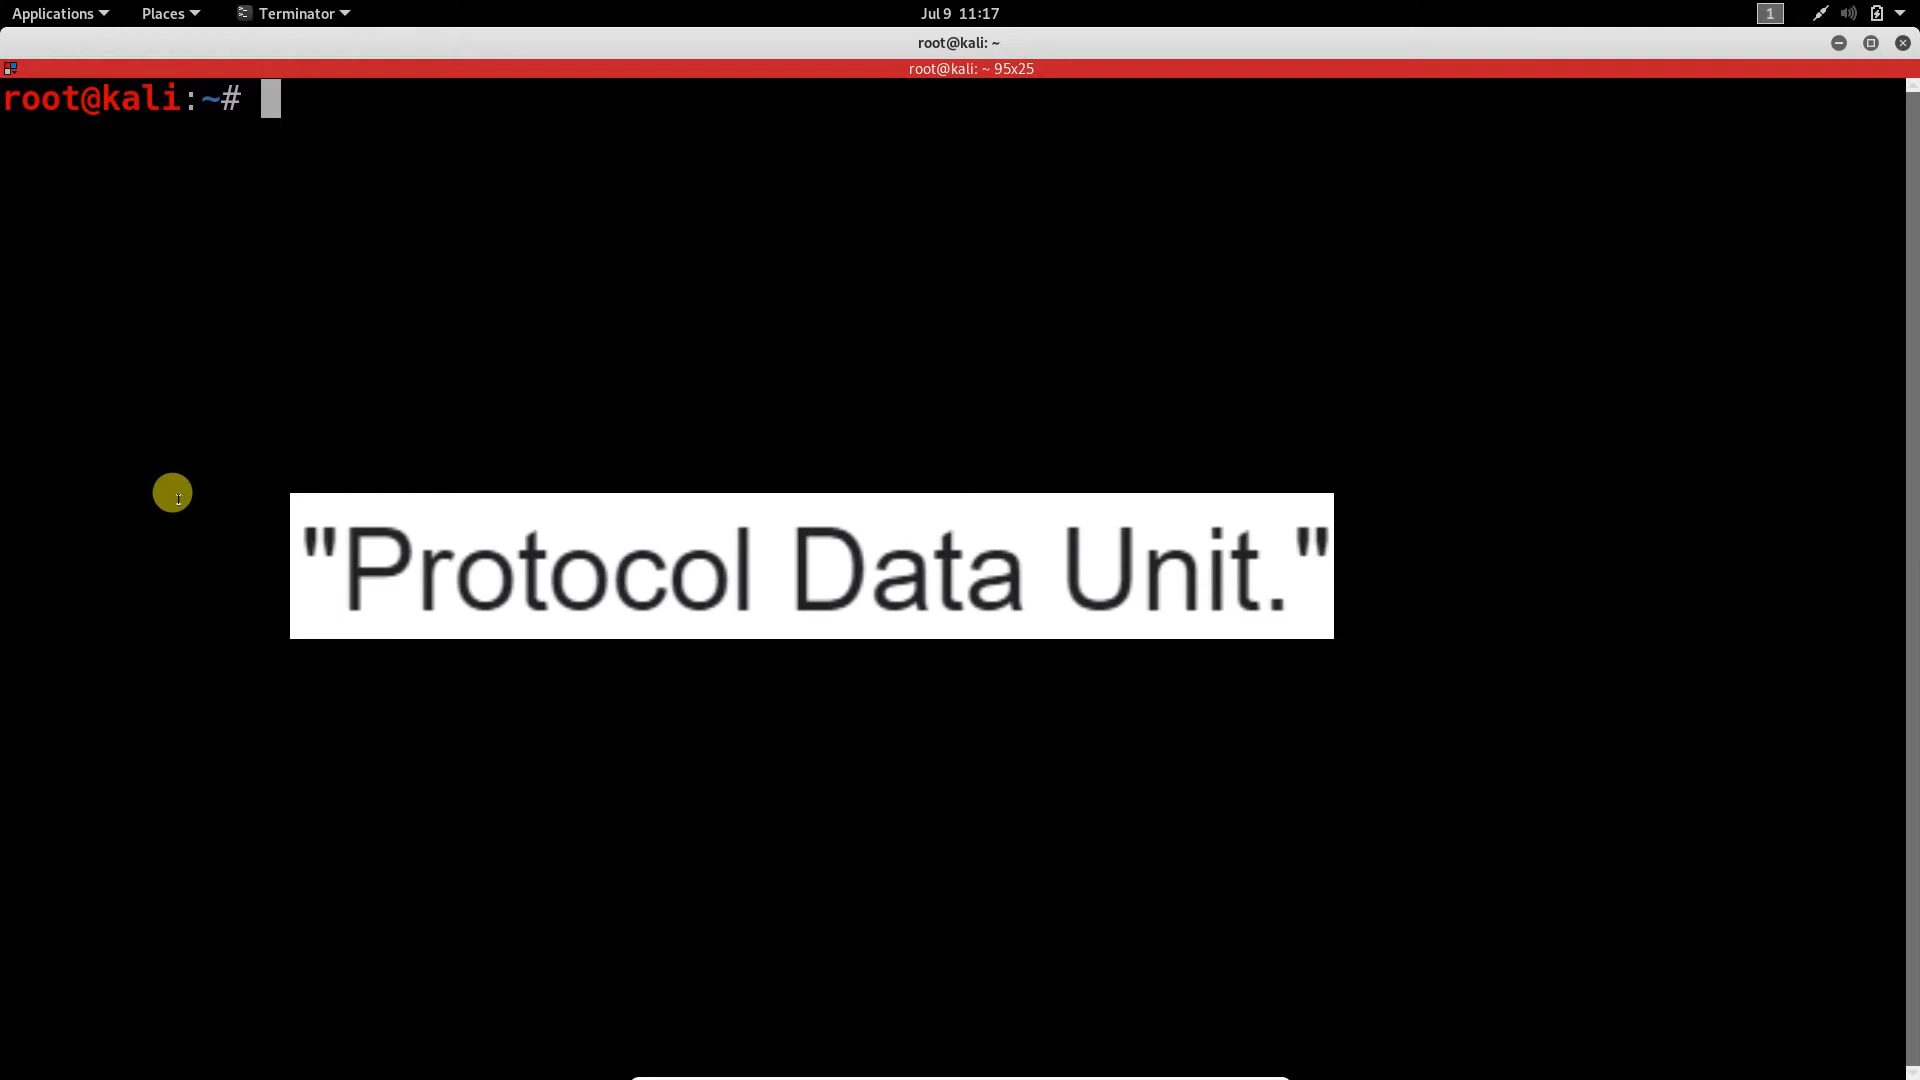 Applications Places Terminator Jul 9 11:17 1
root@kali: ~
root@kali: ~ 95x25
root@kali:~#
"Protocol Data Unit."